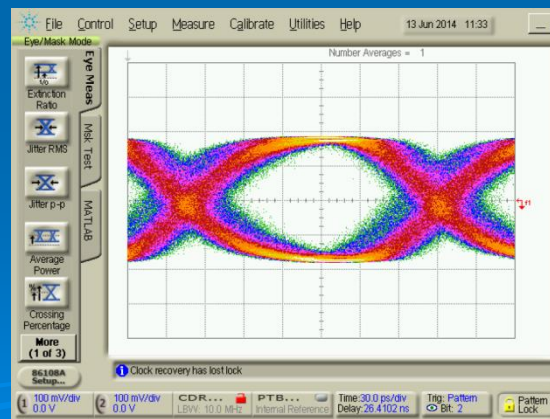 File Control Setup Measure Calibrate Utilities Help 13 Jun 2014 11:33
Eye/Mask Mode
Number Averages = 1
Eye Meas
Extinction
Ratio
Jitter RMS
Msk Test
Jitter p-p
MATLAB
Average
Power
Crossing
Percentage
More
(1 of 3)
Clock recovery has lost lock
86108A
Setup...
1 100 mV/div
0.0 V
2 100 mV/div
0.0 V
CDR...
LBW: 10.0 MHz
PTB...
Internal Reference
Time:30.0 ps/div
Delay:26.4102 ns
Trig: Pattern
Bit: 2
Pattern
Lock